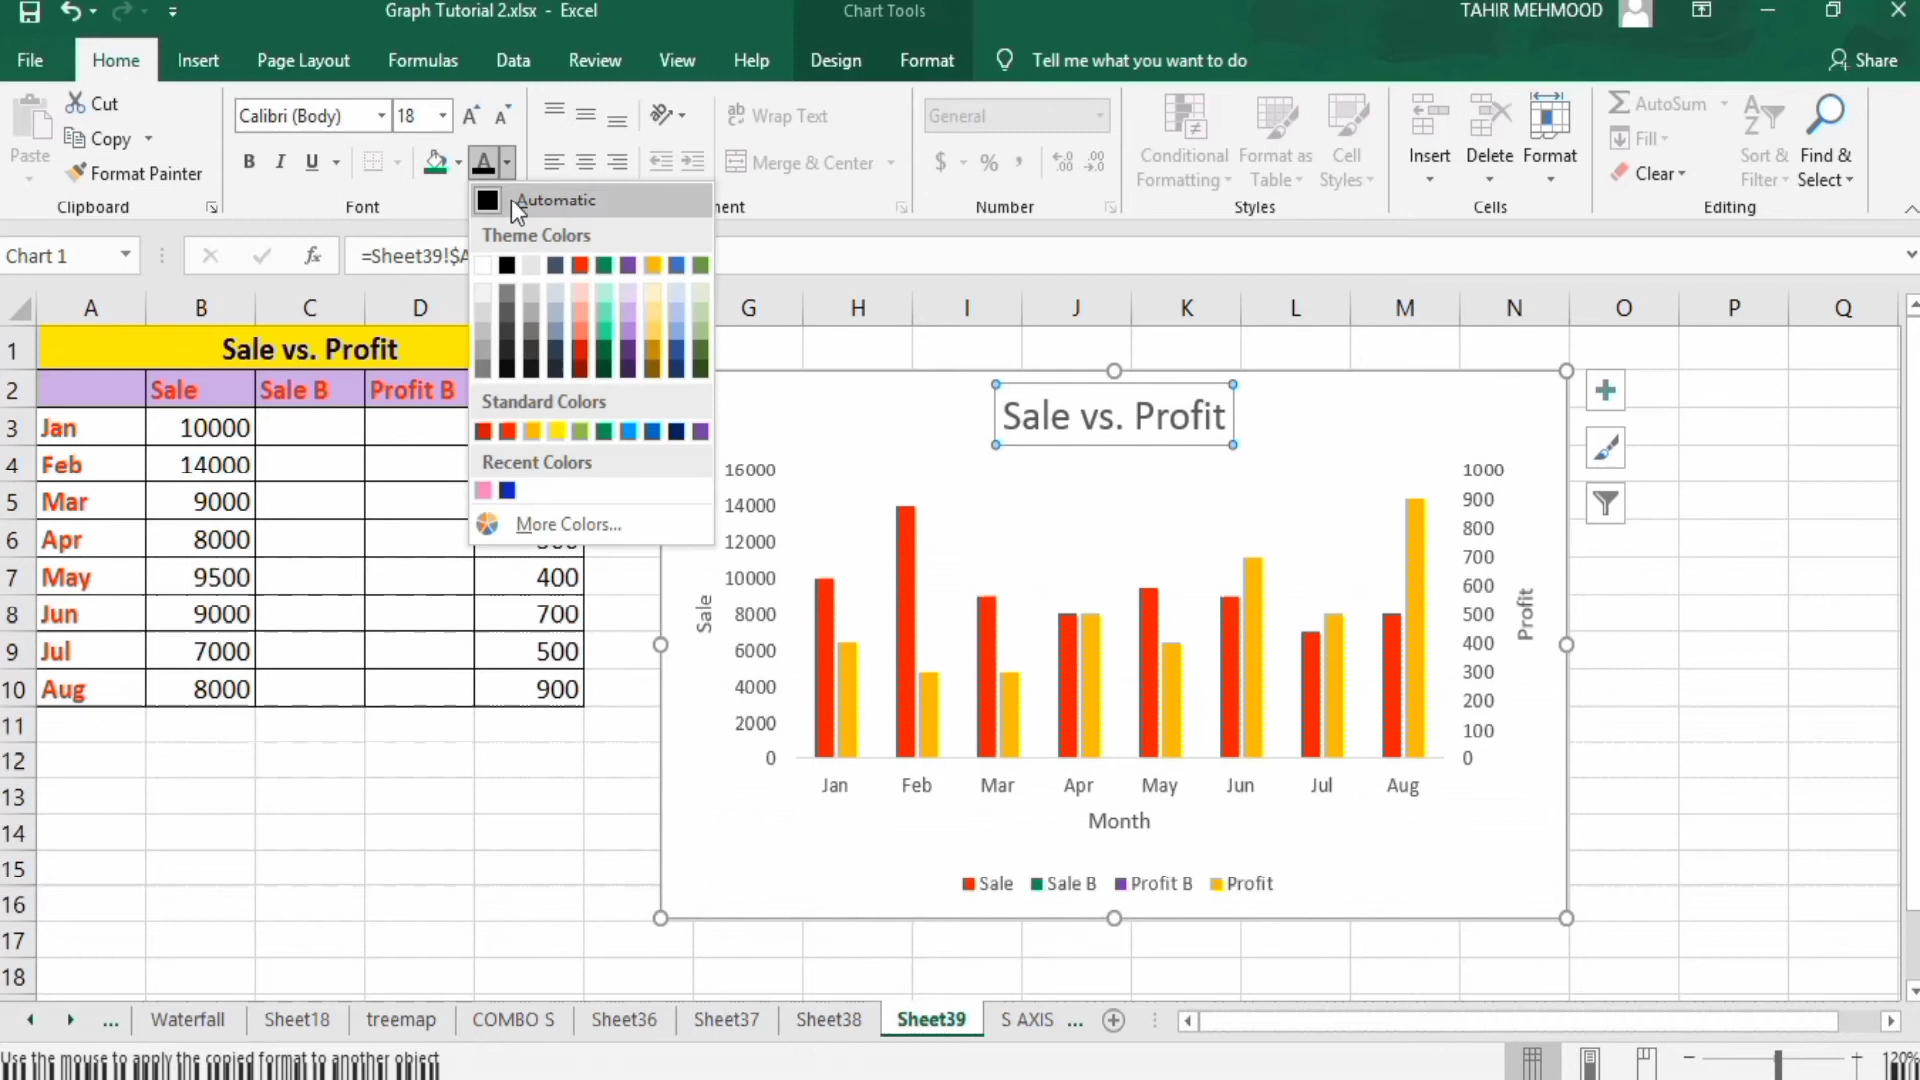 Graph Tutorial 2.xlsx - Excel
Chart Tools
TAHIR MEHMOOD
File Home Insert Page Layout Formulas Data Review View Help Design Format Tell me what you want to do Share
Cut
Copy
Format Painter
Paste
Clipboard
Calibri (Body) 18
B I U
Font
Wrap Text
Merge & Center
ment
General
$ % ,
Number
Conditional Formatting
Format as Table
Cell Styles
Styles
Insert Delete Format
Cells
AutoSum
Fill
Clear
Sort & Filter
Find & Select
Editing
Chart 1
fx
=Sheet39!$A
Automatic
Theme Colors
Standard Colors
Recent Colors
More Colors...
A B C D G H I J K L M N O P Q
1 Sale vs. Profit
2 Sale Sale B Profit B
3 Jan 10000
4 Feb 14000
5 Mar 9000
6 Apr 8000
7 May 9500 400
8 Jun 9000 700
9 Jul 7000 500
10 Aug 8000 900
11
12
13
14
15
16
17
18
Sale vs. Profit
16000
14000
12000
10000
8000
6000
4000
2000
0
Sale
1000
900
800
700
600
500
400
300
200
100
0
Profit
Jan Feb Mar Apr May Jun Jul Aug
Month
Sale Sale B Profit B Profit
... Waterfall Sheet18 treemap COMBO S Sheet36 Sheet37 Sheet38 Sheet39 S AXIS ...
Use the mouse to apply the copied format to another object
120%